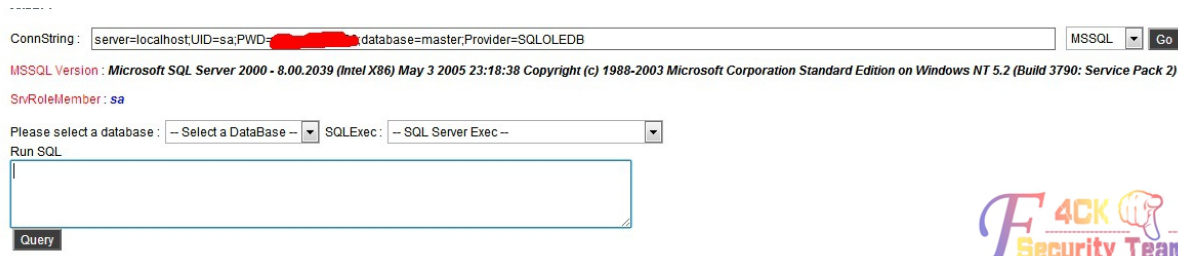 ConnString : server=localhost;UID=sa;PWD= ;database=master;Provider=SQLOLEDB MSSQL Go
MSSQL Version : Microsoft SQL Server 2000 - 8.00.2039 (Intel X86) May 3 2005 23:18:38 Copyright (c) 1988-2003 Microsoft Corporation Standard Edition on Windows NT 5.2 (Build 3790: Service Pack 2)
SrvRoleMember : sa
Please select a database : -- Select a DataBase -- SQLExec : -- SQL Server Exec --
Run SQL
Query
F4CK
Security Team